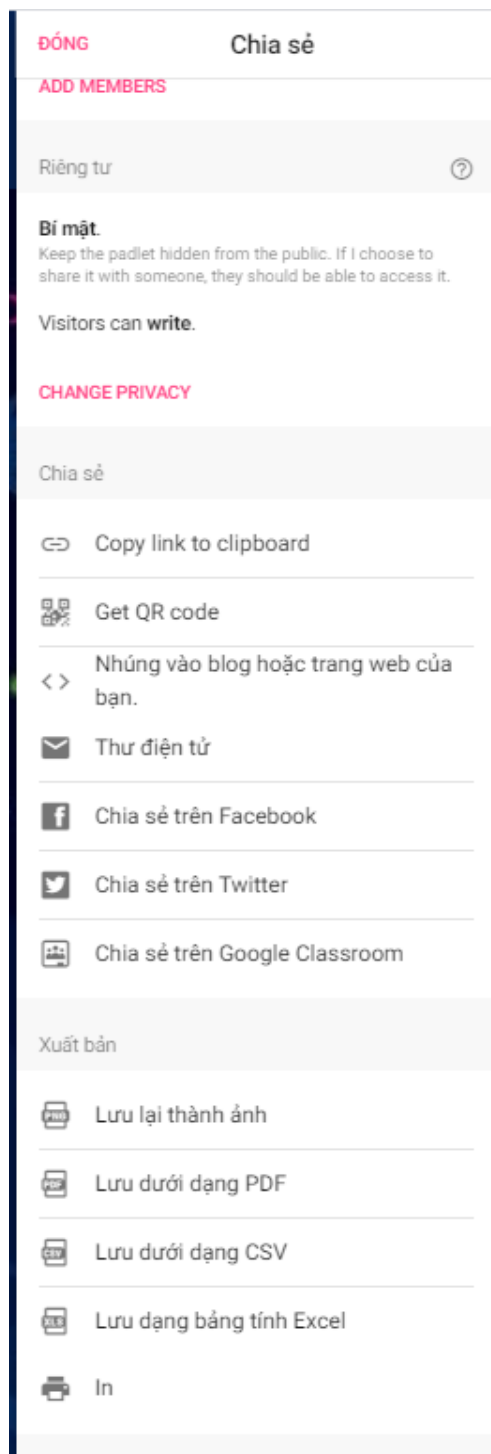 ĐÓNG
Chia sẻ
ADD MEMBERS
Riêng tư
Bí mật.
Keep the padlet hidden from the public. If I choose to
share it with someone, they should be able to access it.
Visitors can write.
CHANGE PRIVACY
Chia sẻ
Copy link to clipboard
Get QR code
Nhúng vào blog hoặc trang web của
bạn.
Thư điện tử
Chia sẻ trên Facebook
Chia sẻ trên Twitter
Chia sẻ trên Google Classroom
Xuất bản
PNG Lưu lại thành ảnh
PDF Lưu dưới dạng PDF
CSV Lưu dưới dạng CSV
XLS Lưu dạng bảng tính Excel
In